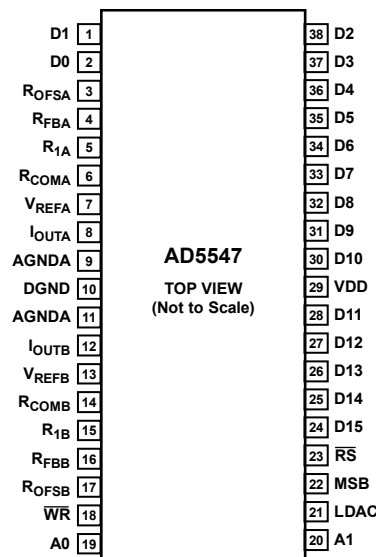 D1 1
D0 2
ROFSA 3
RFBA 4
R1A 5
RCOMA 6
VREFA 7
IOUTA 8
AGNDA 9
DGND 10
AGNDA 11
IOUTB 12
VREFB 13
RCOMB 14
R1B 15
RFBB 16
ROFSB 17
WR 18
A0 19
AD5547
TOP VIEW
(Not to Scale)
38 D2
37 D3
36 D4
35 D5
34 D6
33 D7
32 D8
31 D9
30 D10
29 VDD
28 D11
27 D12
26 D13
25 D14
24 D15
23 RS
22 MSB
21 LDAC
20 A1